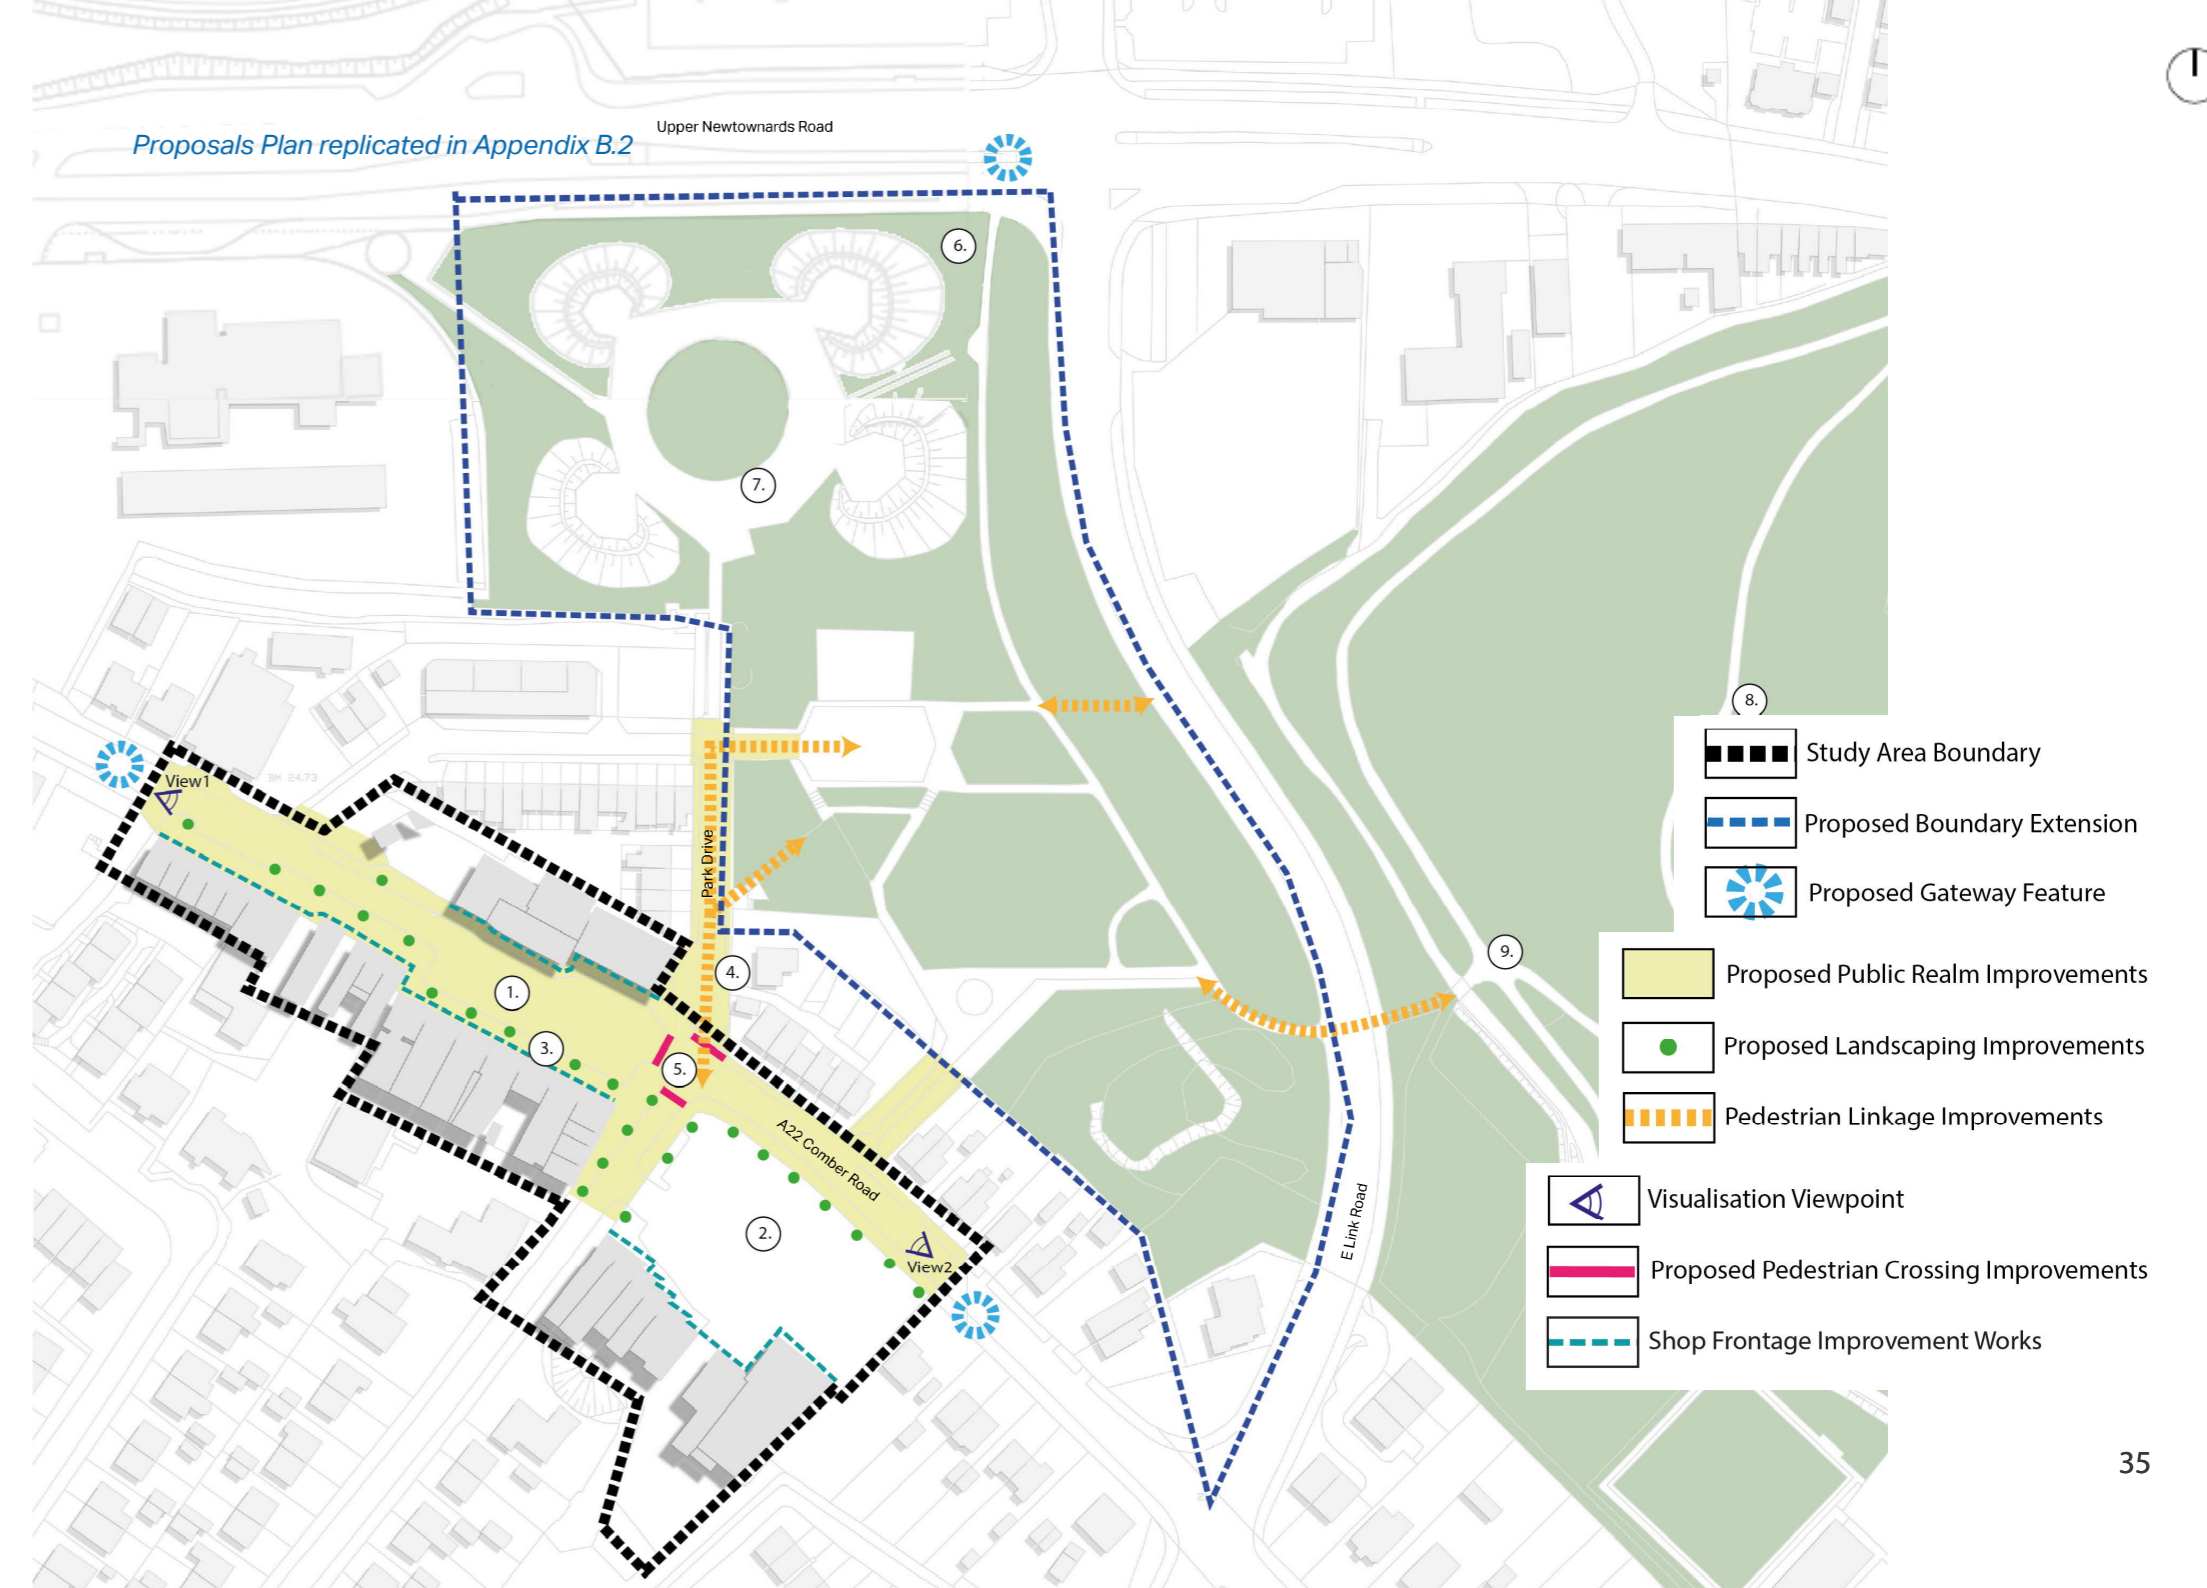 Upper Newtownards Road
Proposals Plan replicated in Appendix B.2
6.
7.
8.
View1
BM 24.73
Park Drive
4.
9.
1.
3.
5.
A22 Comber Road
2.
View2
E Link Road
Study Area Boundary
Proposed Boundary Extension
Proposed Gateway Feature
Proposed Public Realm Improvements
Proposed Landscaping Improvements
Pedestrian Linkage Improvements
Visualisation Viewpoint
Proposed Pedestrian Crossing Improvements
Shop Frontage Improvement Works
35